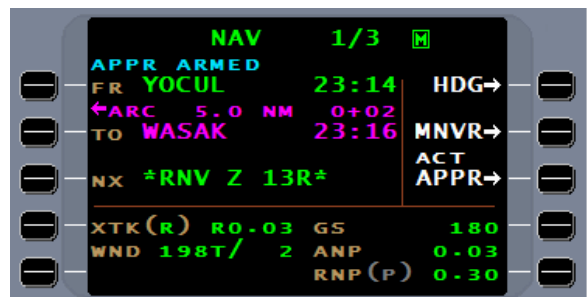 NAV 1/3 M
APPR ARMED
FR YOCUL 23:14 HDG→
←ARC 5.0 NM 0+02
TO WASAK 23:16 MNVR→
ACT
NX *RNV Z 13R* APPR→
XTK(R) R0.03 GS 180
WND 198T/ 2 ANP 0.03
RNP(P) 0.30